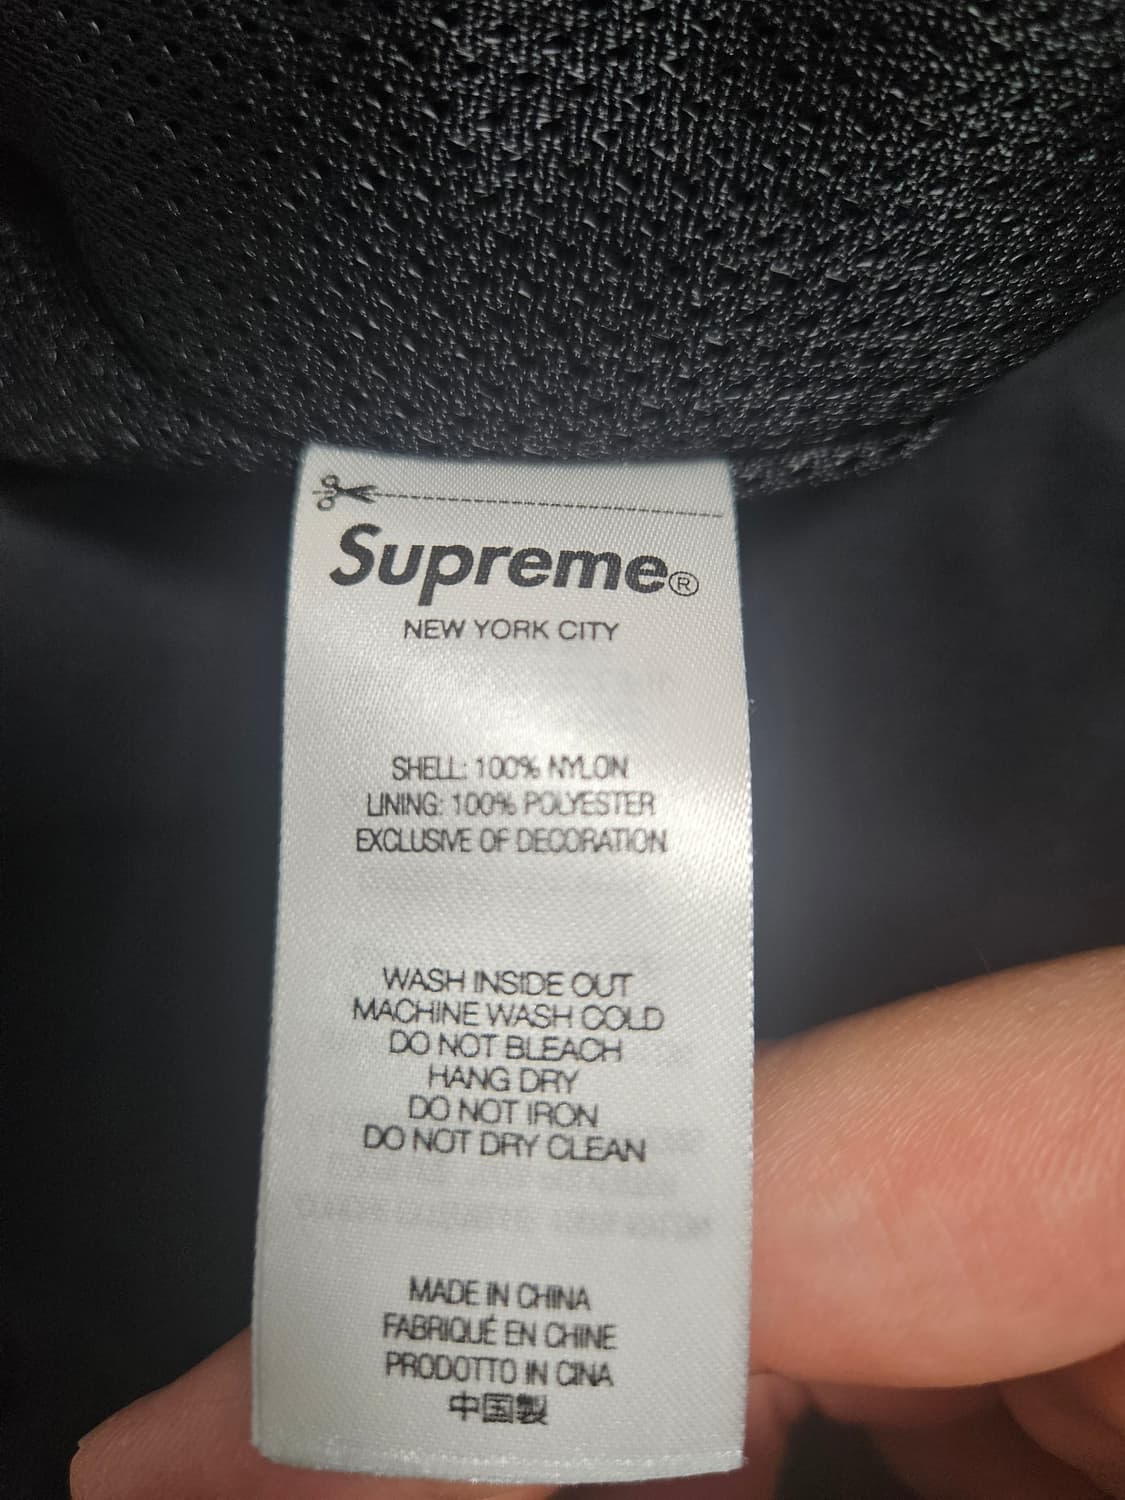 Supreme®
NEW YORK CITY
SHELL: 100% NYLON
LINING: 100% POLYESTER
EXCLUSIVE OF DECORATION
WASH INSIDE OUT
MACHINE WASH COLD
DO NOT BLEACH
HANG DRY
DO NOT IRON
DO NOT DRY CLEAN
MADE IN CHINA
FABRIQUÉ EN CHINE
PRODOTTO IN CINA
中国製